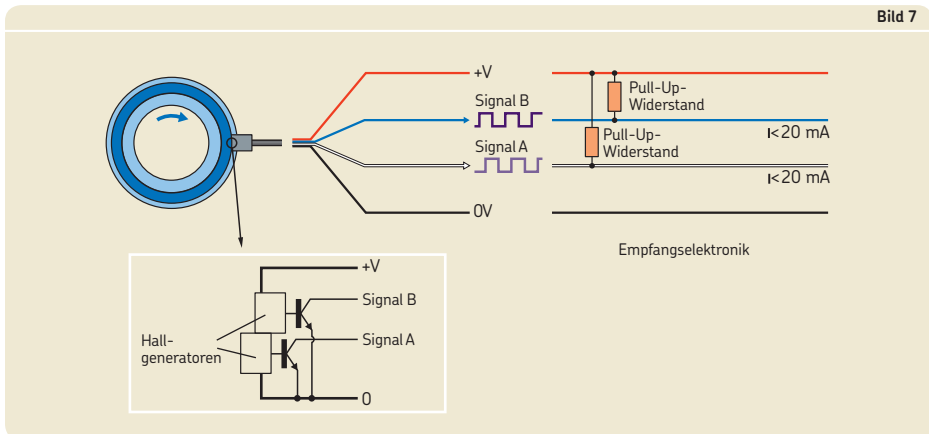 Bild 7
+V
Signal B
Pull-Up-
Widerstand
I<20 mA
Signal A
Pull-Up-
Widerstand
I<20 mA
0V
Empfangselektronik
+V
Signal B
Hall-
generatoren
Signal A
0